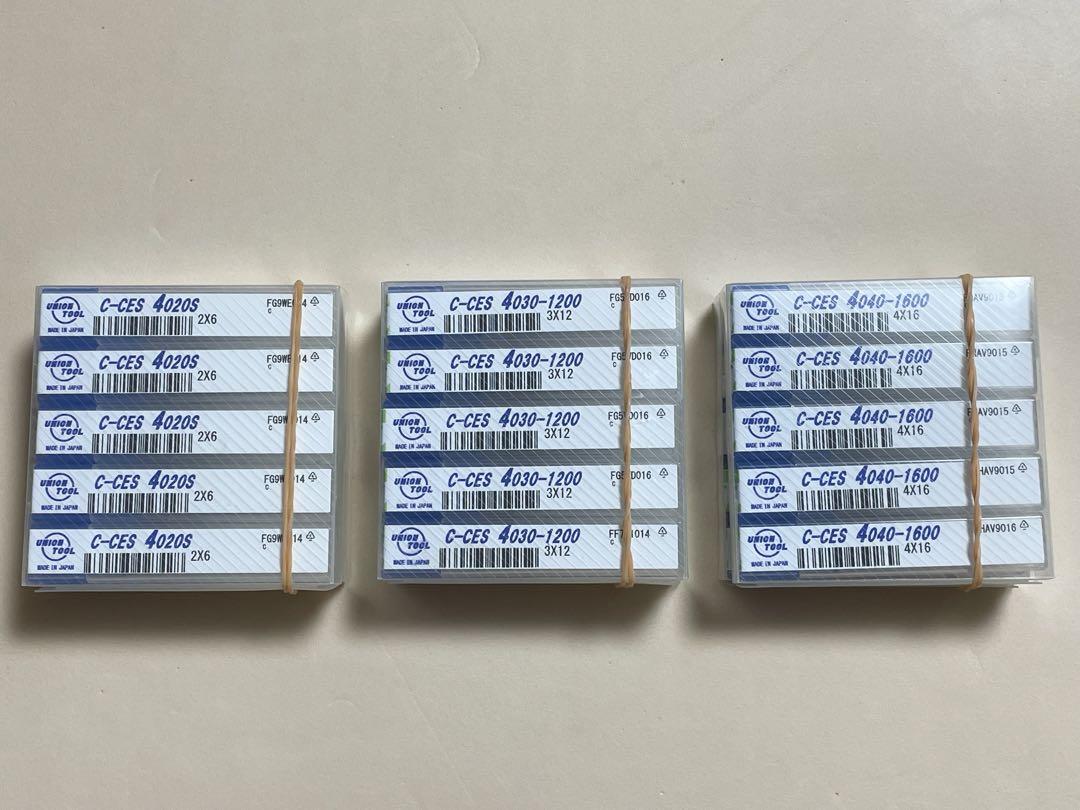 UNION TOOL
MADE IN JAPAN
C-CES 4020S
2X6
C
UNION TOOL
MADE IN JAPAN
C-CES 4020S
2X6
C
UNION TOOL
MADE IN JAPAN
C-CES 4020S
2X6
C
UNION TOOL
MADE IN JAPAN
C-CES 4020S
2X6
C
UNION TOOL
MADE IN JAPAN
C-CES 4020S
2X6
C
UNION TOOL
MADE IN JAPAN
C-CES 4030-1200
3X12
C
UNION TOOL
MADE IN JAPAN
C-CES 4030-1200
3X12
C
UNION TOOL
MADE IN JAPAN
C-CES 4030-1200
3X12
C
UNION TOOL
MADE IN JAPAN
C-CES 4030-1200
3X12
C
UNION TOOL
MADE IN JAPAN
C-CES 4030-1200
3X12
C
UNION TOOL
MADE IN JAPAN
C-CES 4040-1600
4X16
UNION TOOL
MADE IN JAPAN
C-CES 4040-1600
4X16
UNION TOOL
MADE IN JAPAN
C-CES 4040-1600
4X16
UNION TOOL
MADE IN JAPAN
C-CES 4040-1600
4X16
UNION TOOL
MADE IN JAPAN
C-CES 4040-1600
4X16